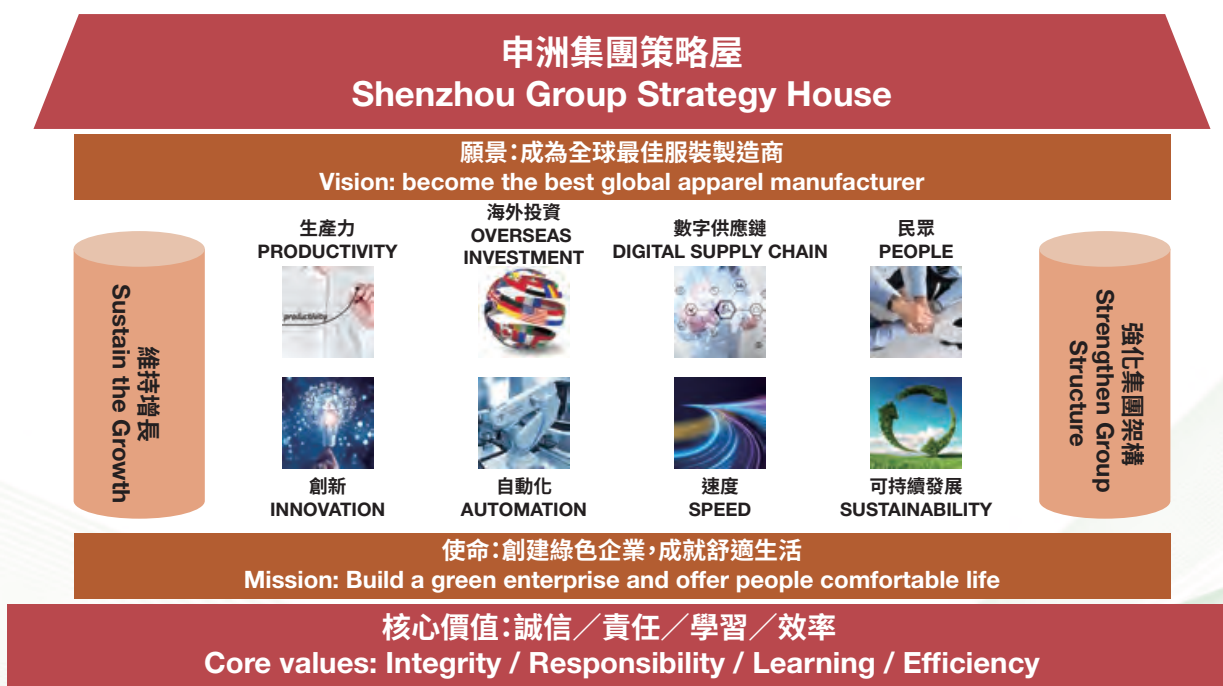 申洲集團策略屋
Shenzhou Group Strategy House
願景：成為全球最佳服裝製造商
Vision: become the best global apparel manufacturer
維持增長
Sustain the Growth
生產力
PRODUCTIVITY
海外投資
OVERSEAS
INVESTMENT
數字供應鏈
DIGITAL SUPPLY CHAIN
民眾
PEOPLE
productivity
創新
INNOVATION
自動化
AUTOMATION
速度
SPEED
可持續發展
SUSTAINABILITY
強化集團架構
Strengthen Group
Structure
使命：創建綠色企業，成就舒適生活
Mission: Build a green enterprise and offer people comfortable life
核心價值：誠信／責任／學習／效率
Core values: Integrity / Responsibility / Learning / Efficiency